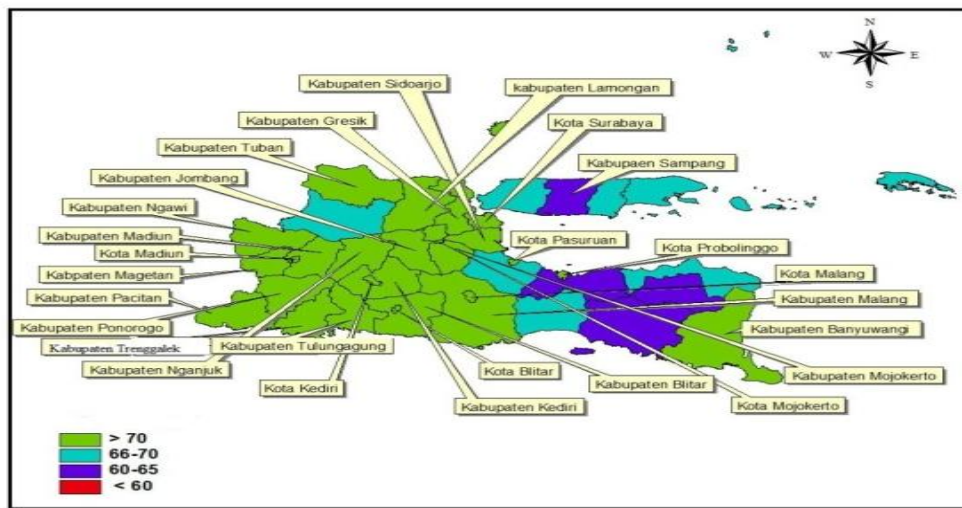 N
W E
S
Kabupaten Sidoarjo
kabupaten Lamongan
Kabupaten Gresik
Kota Surabaya
Kabupaten Tuban
Kabupaen Sampang
Kabupaten Jombang
Kabupaten Ngawi
Kabupaten Madiun
Kota Pasuruan
Kota Probolinggo
Kota Madiun
Kabpaten Magetan
Kota Malang
Kabupaten Pacitan
Kabupaten Malang
Kabupaten Ponorogo
Kabupaten Banyuwangi
Kabupaten Trenggalek
Kabupaten Tulungagung
Kabupaten Nganjuk
Kota Blitar
Kabupaten Mojokerto
Kota Kediri
Kabupaten Blitar
Kabupaten Kediri
Kota Mojokerto
> 70
66-70
60-65
< 60